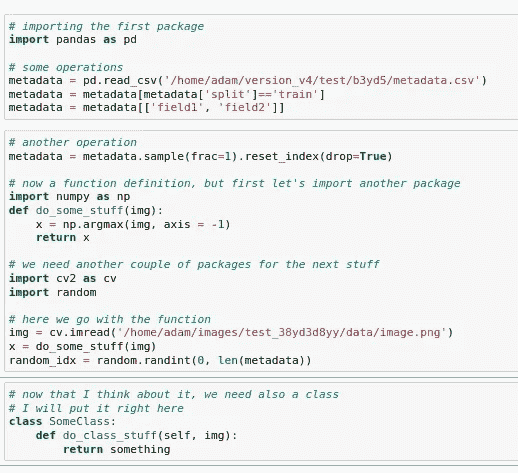 # importing the first package
import pandas as pd
# some operations
metadata = pd.read_csv('/home/adam/version_v4/test/b3yd5/metadata.csv')
metadata = metadata[metadata['split']=='train']
metadata = metadata[['field1', 'field2']]
# another operation
metadata = metadata.sample(frac=1).reset_index(drop=True)
# now a function definition, but first let's import another package
import numpy as np
def do_some_stuff(img):
    x = np.argmax(img, axis = -1)
    return x
# we need another couple of packages for the next stuff
import cv2 as cv
import random
# here we go with the function
img = cv.imread('/home/adam/images/test_38yd3d8yy/data/image.png')
x = do_some_stuff(img)
random_idx = random.randint(0, len(metadata))
# now that I think about it, we need also a class
# I will put it right here
class SomeClass:
    def do_class_stuff(self, img):
        return something